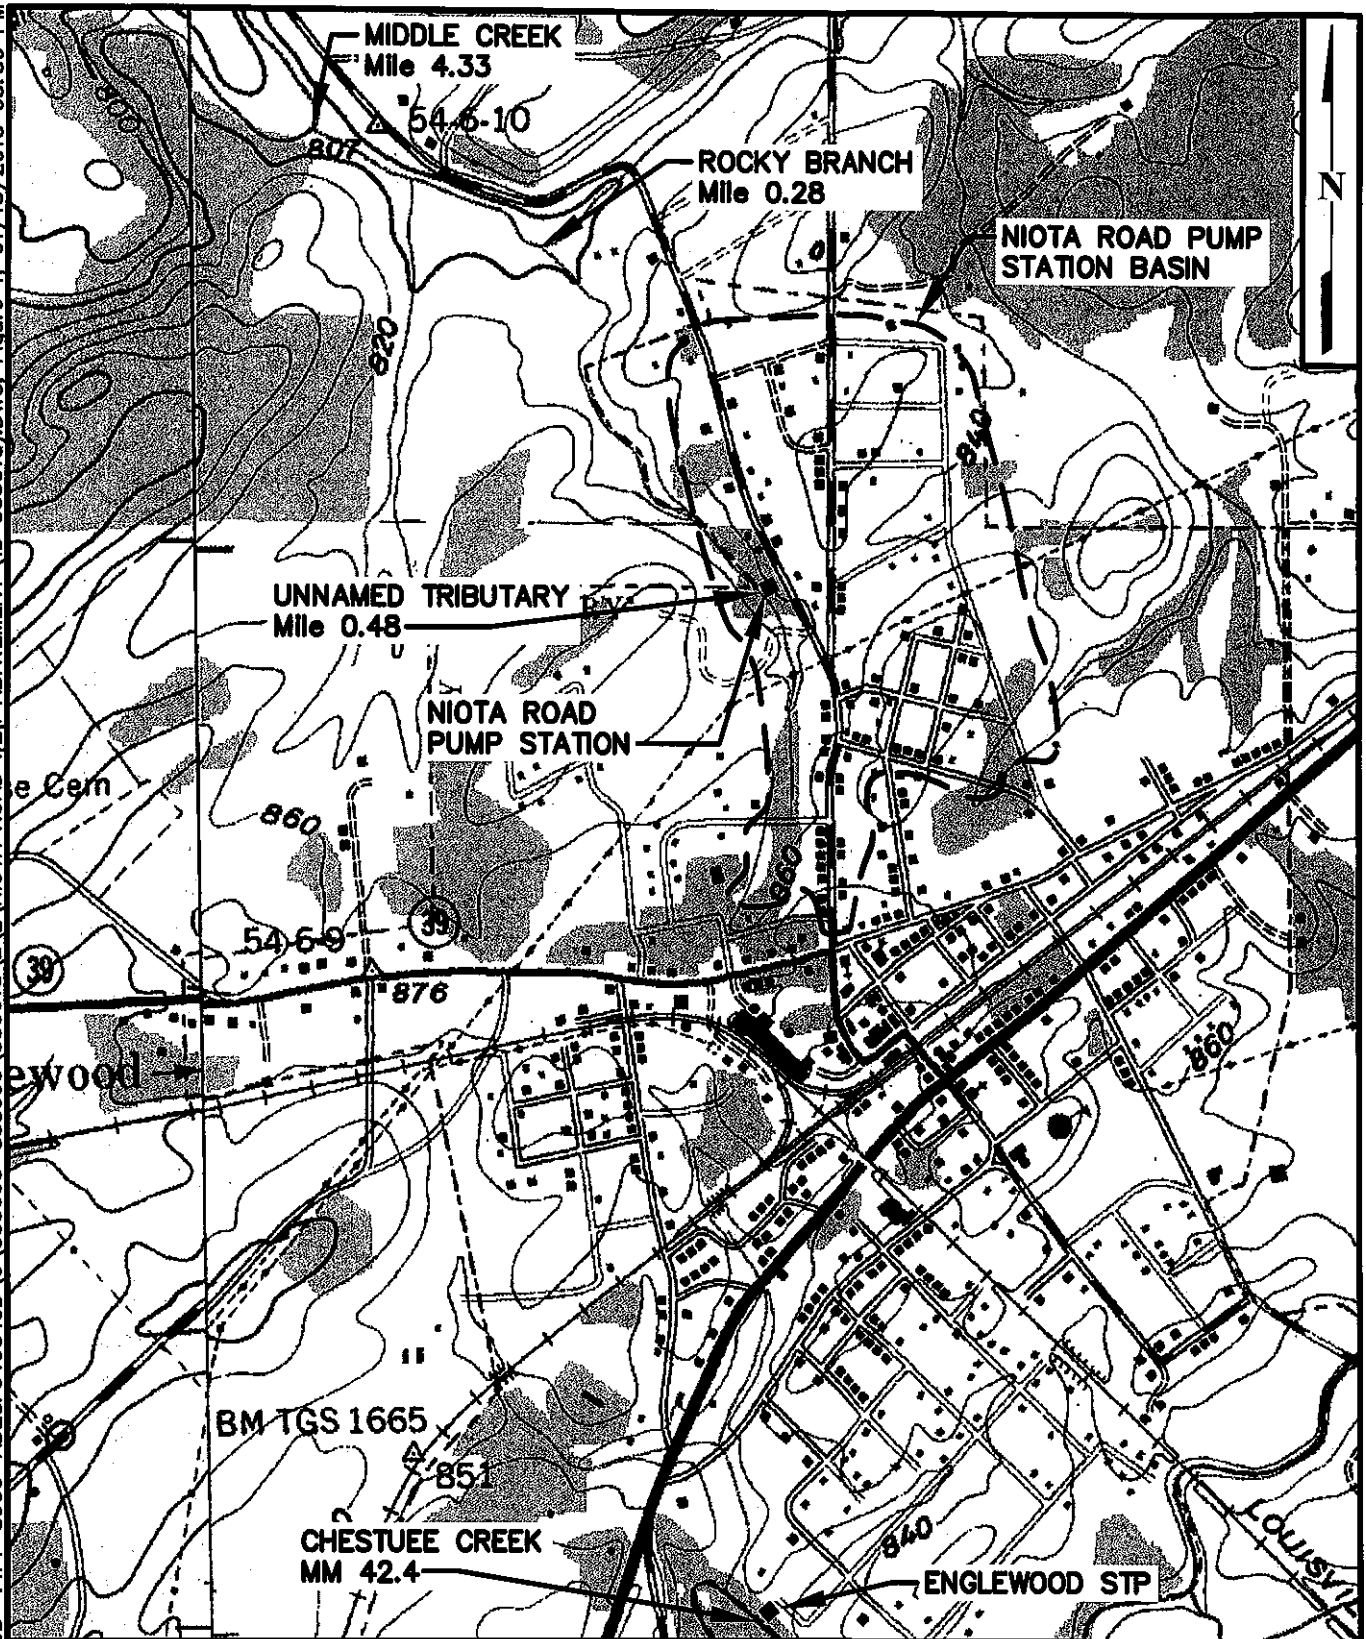 MIDDLE CREEK
Mile 4.33
54-6-10
800
807
ROCKY BRANCH
Mile 0.28
N
NIOTA ROAD PUMP
STATION BASIN
820
840
UNNAMED TRIBUTARY
Mile 0.48
NIOTA ROAD
PUMP STATION
e Cem
860
860
54-6-9
39
39
876
860
ewood
BM TGS 1665
851
CHESTUEE CREEK
MM 42.4
840
LOUISVI
ENGLEWOOD STP